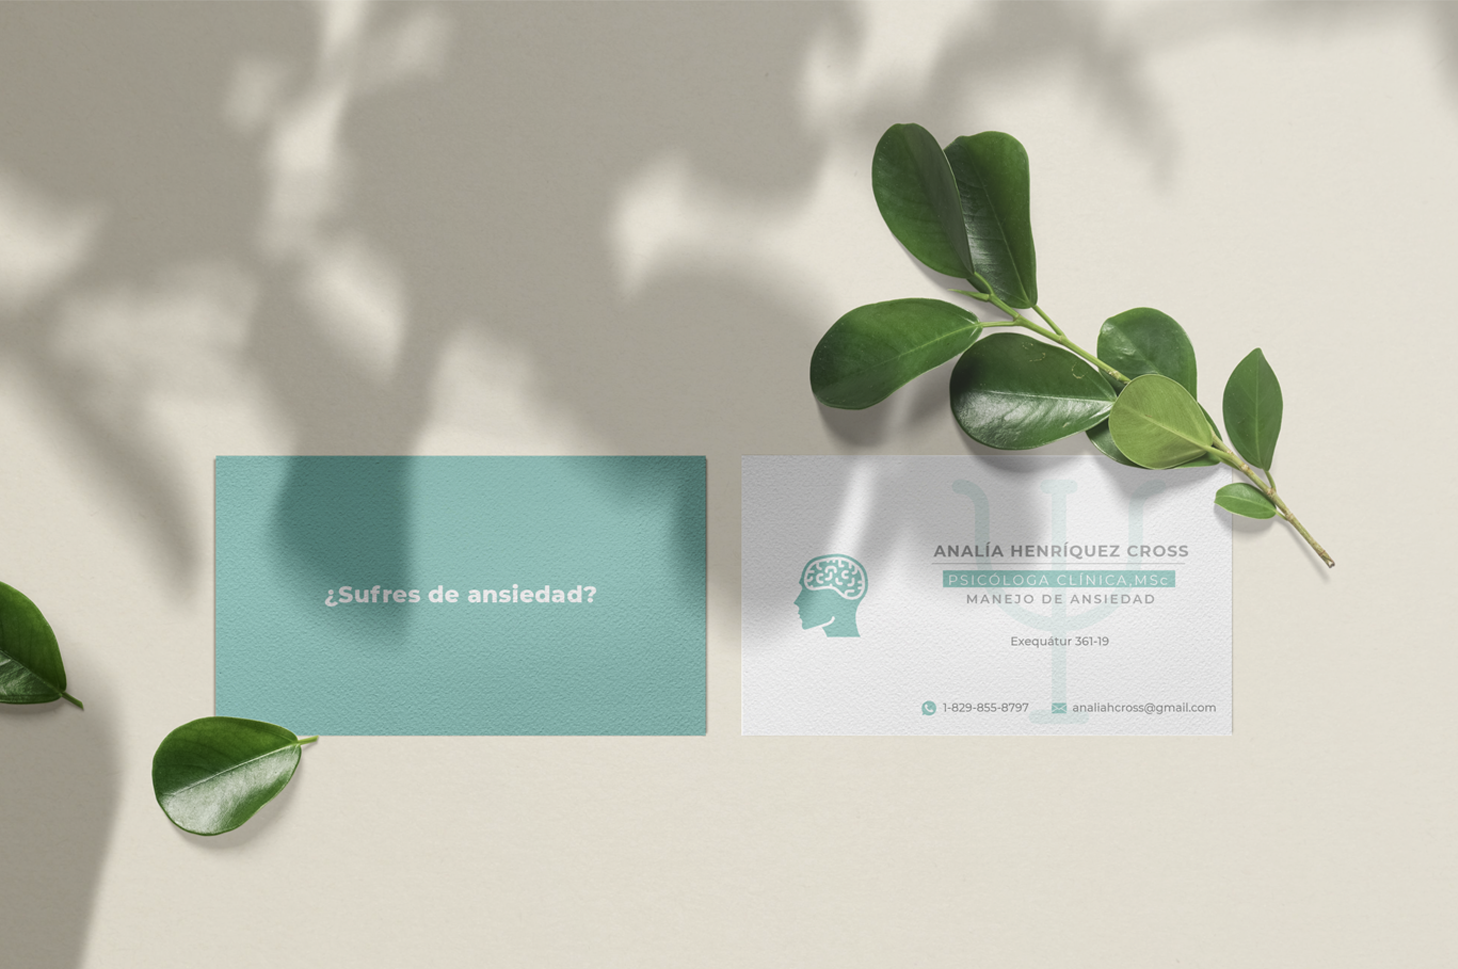 ¿Sufres de ansiedad?
ANALÍA HENRÍQUEZ CROSS
PSICÓLOGA CLÍNICA,MSc
MANEJO DE ANSIEDAD
Exequátur 361-19
1-829-855-8797 analiahcross@gmail.com